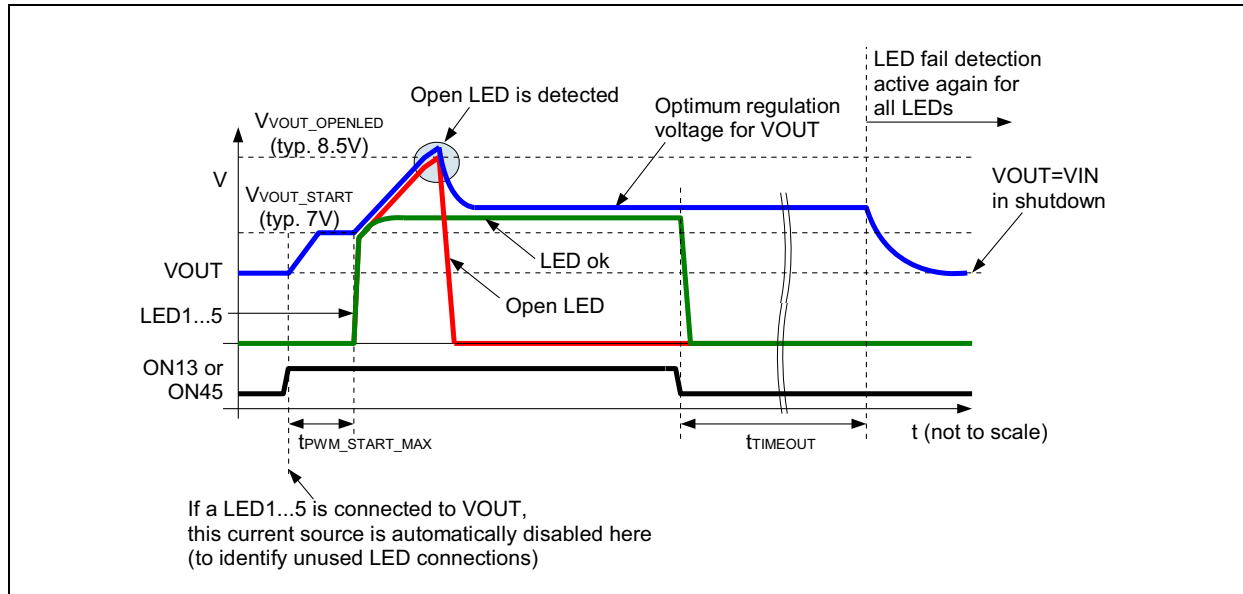 LED fail detection
active again for
all LEDs
Open LED is detected
Optimum regulation
voltage for VOUT
VVOUT_OPENLED
(typ. 8.5V)
V
VVOUT_START
(typ. 7V)
VOUT=VIN
in shutdown
VOUT
LED ok
Open LED
LED1...5
ON13 or
ON45
tPWM_START_MAX
tTIMEOUT
t (not to scale)
If a LED1...5 is connected to VOUT,
this current source is automatically disabled here
(to identify unused LED connections)